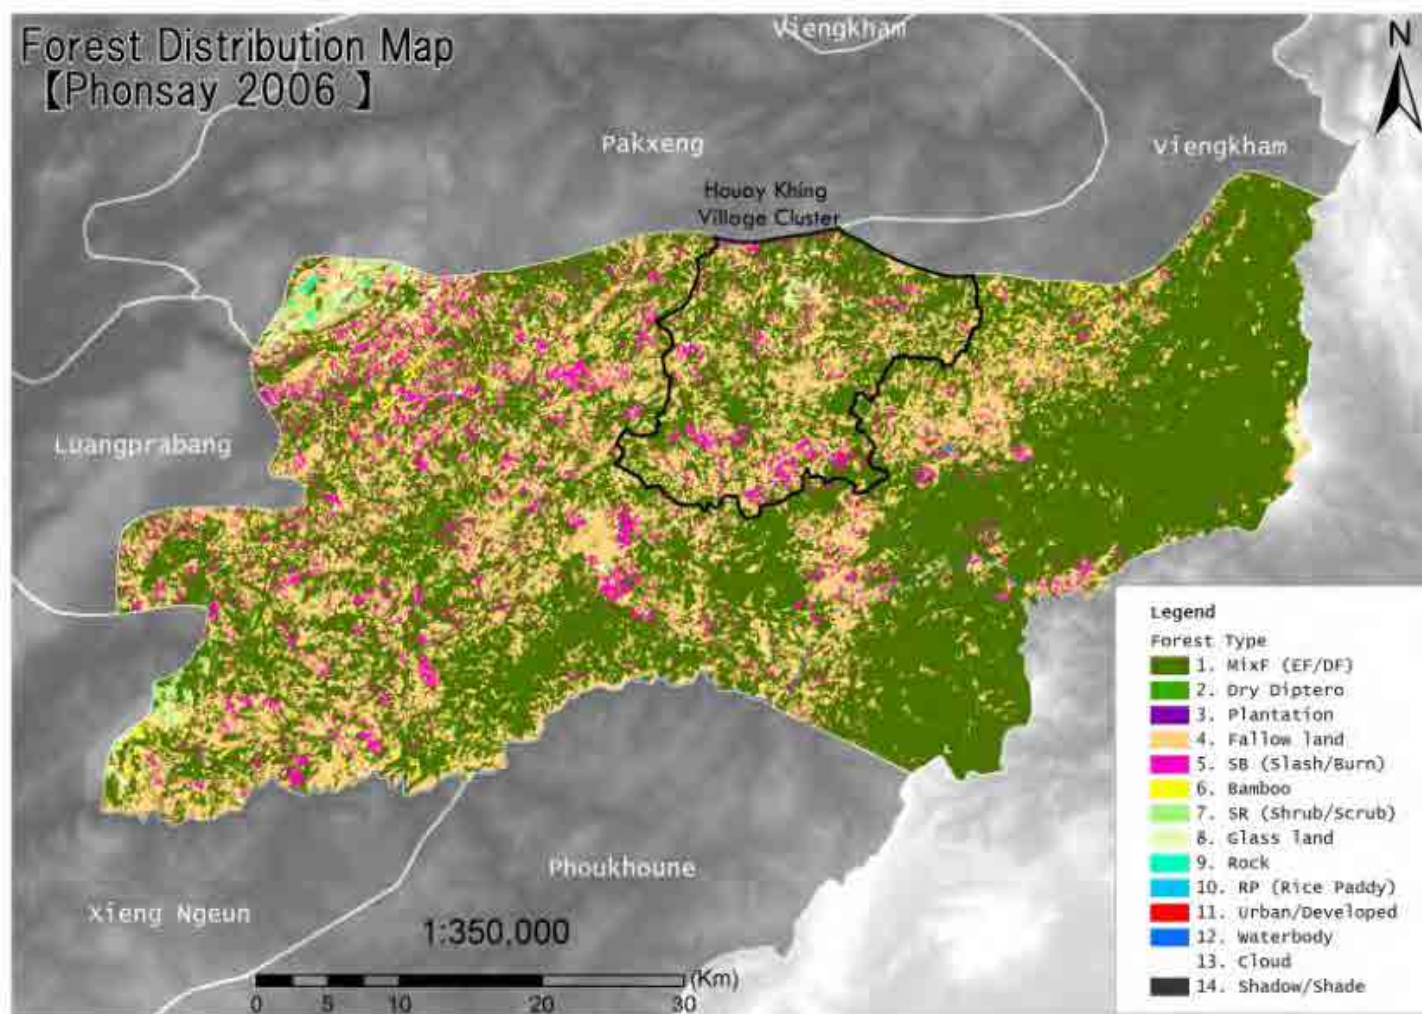 Forest Distribution Map
【Phonsay 2006 】
Viengkham
N
Pakxeng
Viengkham
Houay Khing
Village Cluster
Luangprabang
Phoukhoune
Xieng Ngeun
1:350,000
(Km)
0 5 10 20 30
Legend
Forest Type
1. MixF (EF/DF)
2. Dry Diptero
3. Plantation
4. Fallow land
5. SB (Slash/Burn)
6. Bamboo
7. SR (Shrub/Scrub)
8. Glass land
9. Rock
10. RP (Rice Paddy)
11. Urban/Developed
12. Waterbody
13. Cloud
14. Shadow/Shade